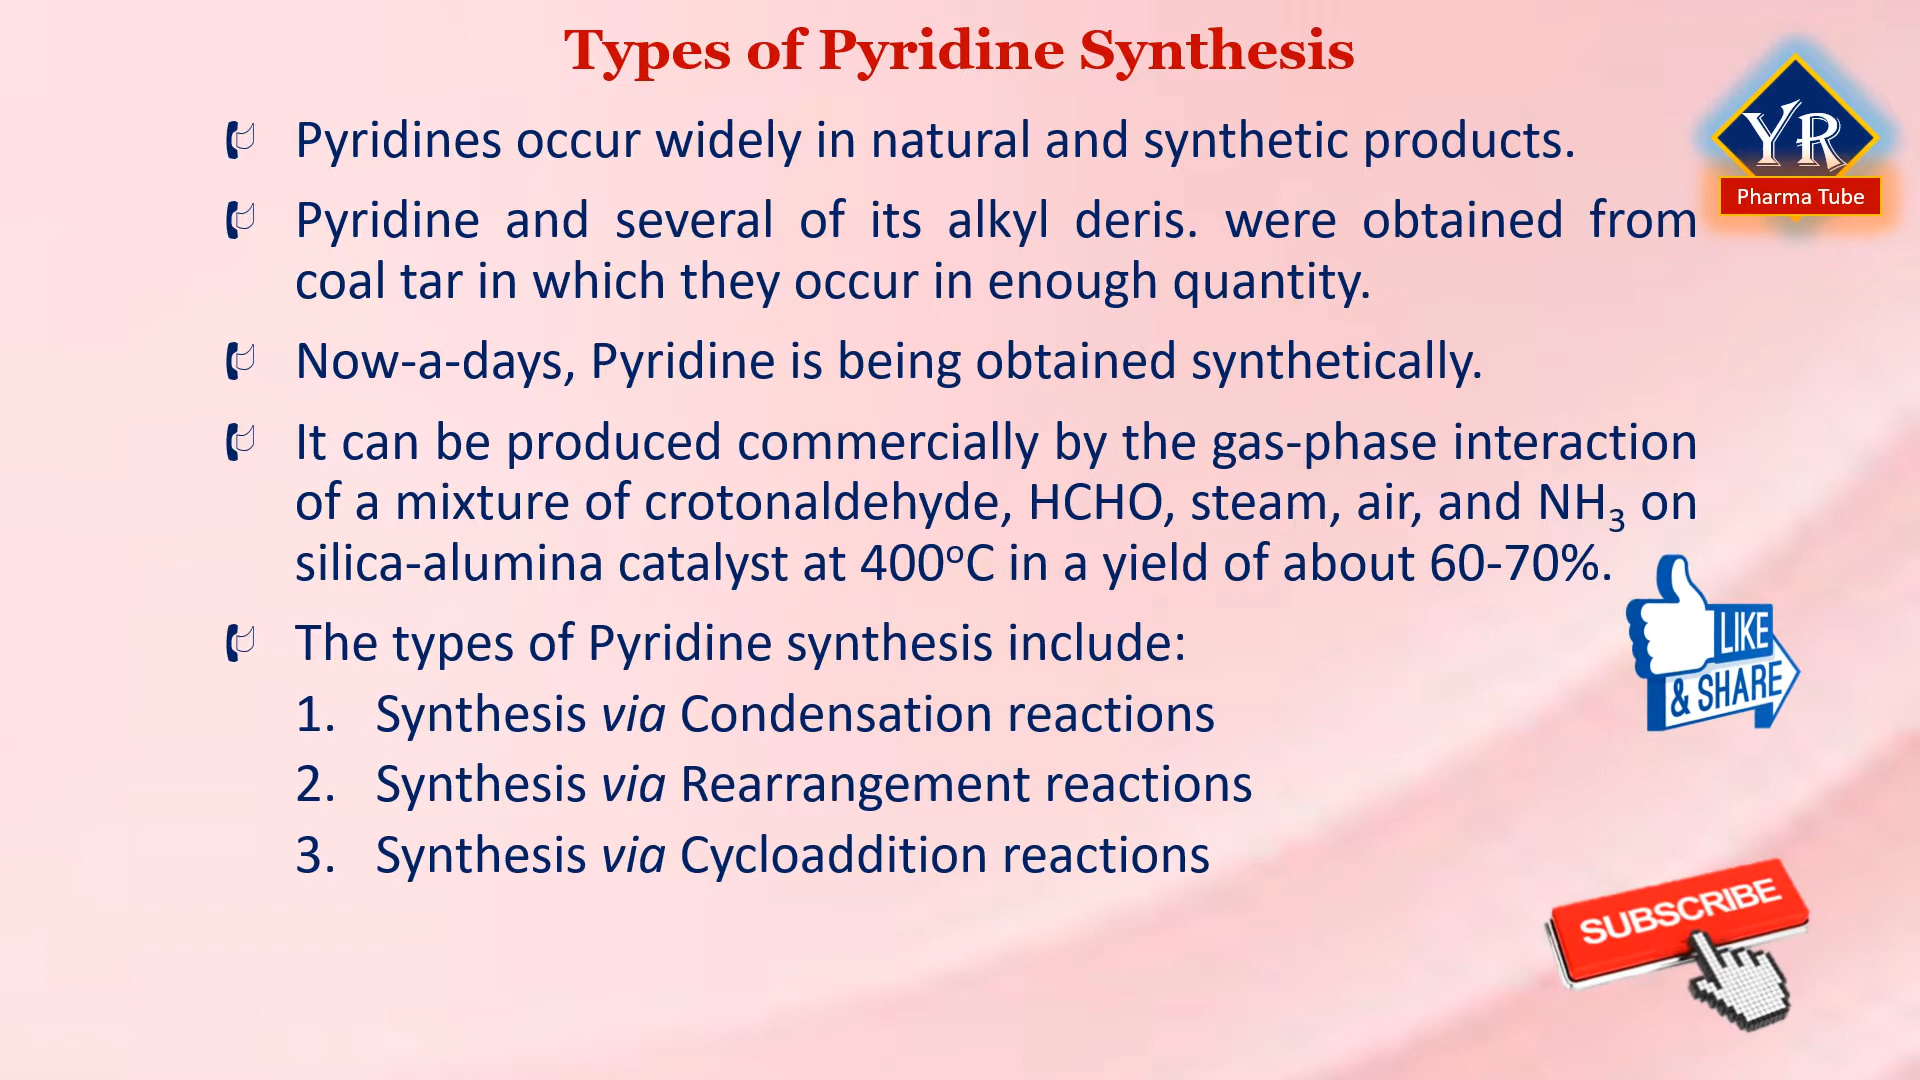 Types of Pyridine Synthesis
YR
Pharma Tube
Pyridines occur widely in natural and synthetic products.
Pyridine and several of its alkyl deris. were obtained from
coal tar in which they occur in enough quantity.
Now-a-days, Pyridine is being obtained synthetically.
It can be produced commercially by the gas-phase interaction
of a mixture of crotonaldehyde, HCHO, steam, air, and NH₃ on
silica-alumina catalyst at 400ᵒC in a yield of about 60-70%.
The types of Pyridine synthesis include:
1. Synthesis via Condensation reactions
2. Synthesis via Rearrangement reactions
3. Synthesis via Cycloaddition reactions
LIKE
& SHARE
SUBSCRIBE